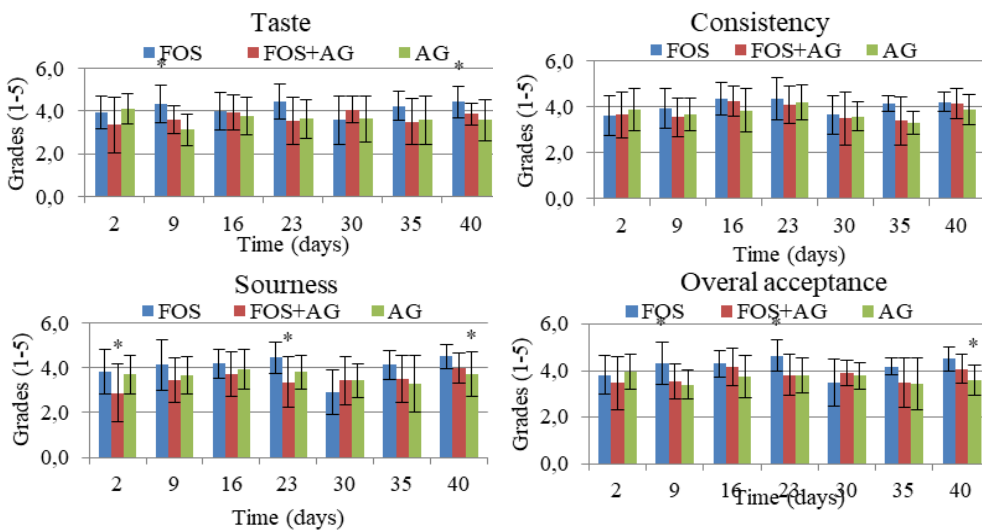 Taste
FOS FOS+AG AG
6,0
4,0
2,0
0,0
Grades (1-5)
* *
2 9 16 23 30 35 40
Time (days)
Consistency
FOS FOS+AG AG
6,0
4,0
2,0
0,0
Grades (1-5)
2 9 16 23 30 35 40
Time (days)
Sourness
FOS FOS+AG AG
6,0
4,0
2,0
0,0
Grades (1-5)
* * *
2 9 16 23 30 35 40
Time (days)
Overal acceptance
FOS FOS+AG AG
6,0
4,0
2,0
0,0
Grades (1-5)
* * *
2 9 16 23 30 35 40
Time (days)